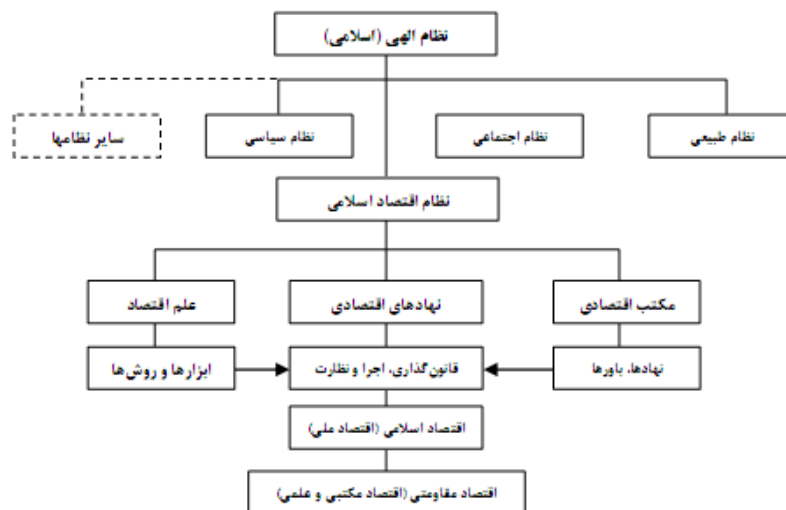 نظام الهی (اسلامی)
نظام طبیعی
نظام اجتماعی
نظام سیاسی
سایر نظامها
نظام اقتصاد اسلامی
مکتب اقتصادی
نهادهای اقتصادی
علم اقتصاد
نهادها، باورها
قانون‌گذاری، اجرا و نظارت
ابزارها و روش‌ها
اقتصاد اسلامی (اقتصاد ملی)
اقتصاد مقاومتی (اقتصاد مکتبی و علمی)